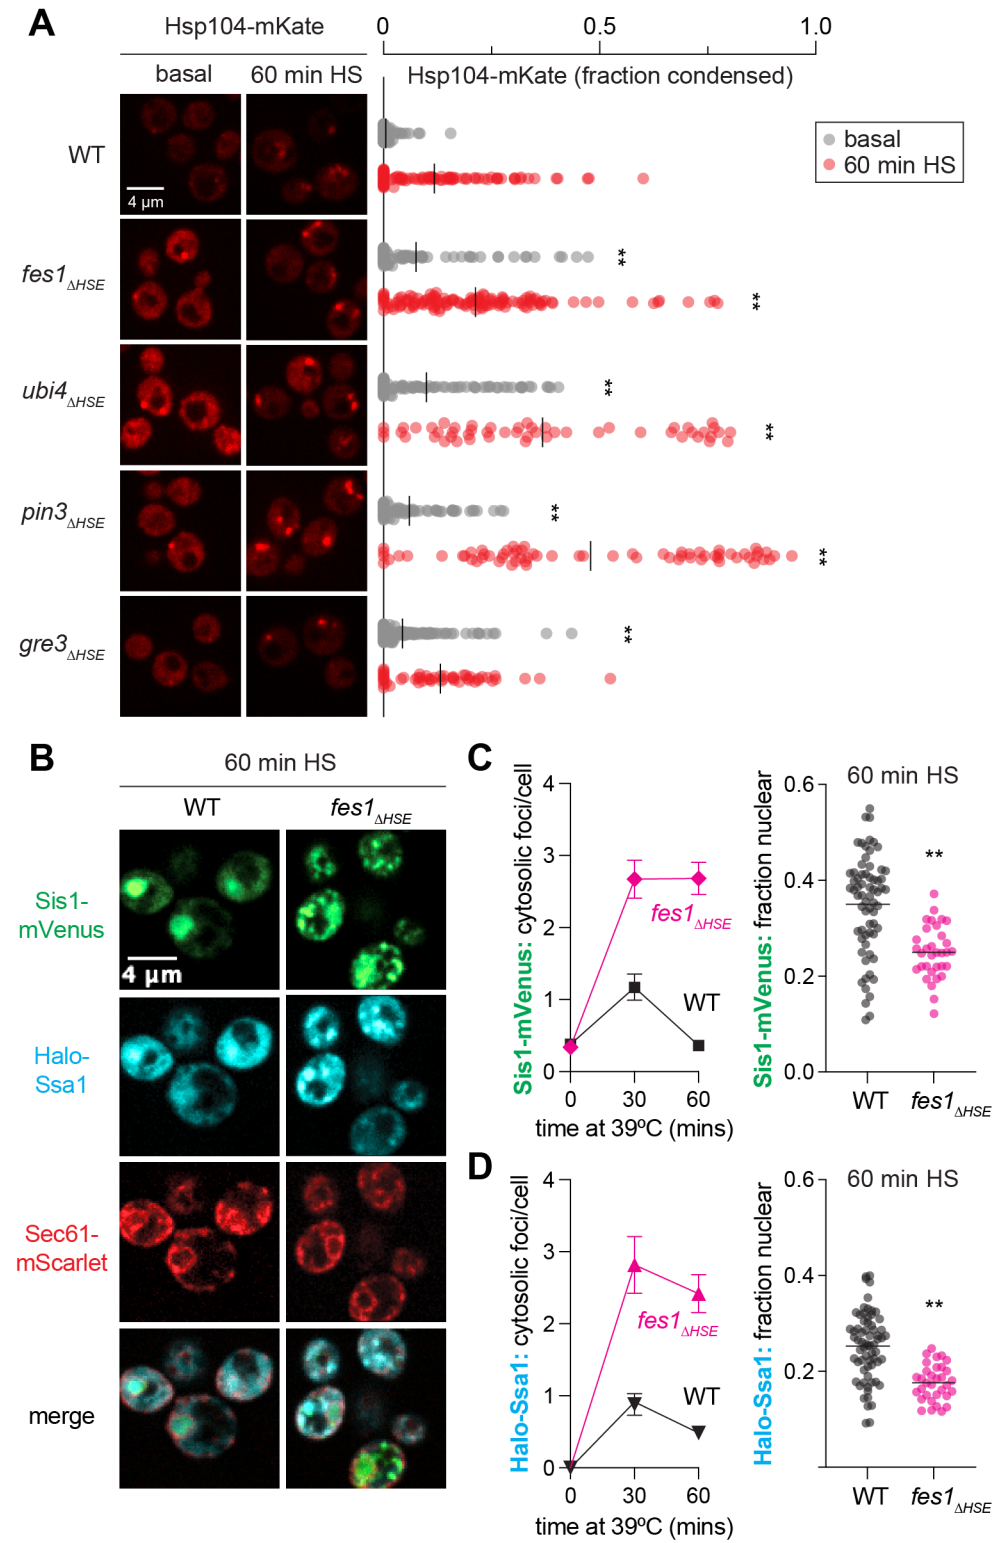 A
Hsp104-mKate
basal
60 min HS
0
0.5
1.0
Hsp104-mKate (fraction condensed)
basal
60 min HS
WT
4 µm
fes1ΔHSE
**
**
ubi4ΔHSE
**
**
pin3ΔHSE
**
**
gre3ΔHSE
**
B
60 min HS
WT
fes1ΔHSE
Sis1-
mVenus
4 µm
Halo-
Ssa1
Sec61-
mScarlet
merge
C
Sis1-mVenus: cytosolic foci/cell
4
3
2
1
0
fes1ΔHSE
WT
0
30
60
time at 39ºC (mins)
Sis1-mVenus: fraction nuclear
60 min HS
0.6
0.4
0.2
0.0
**
WT
fes1ΔHSE
D
Halo-Ssa1: cytosolic foci/cell
4
3
2
1
0
fes1ΔHSE
WT
0
30
60
time at 39ºC (mins)
Halo-Ssa1: fraction nuclear
60 min HS
0.6
0.4
0.2
**
WT
fes1ΔHSE